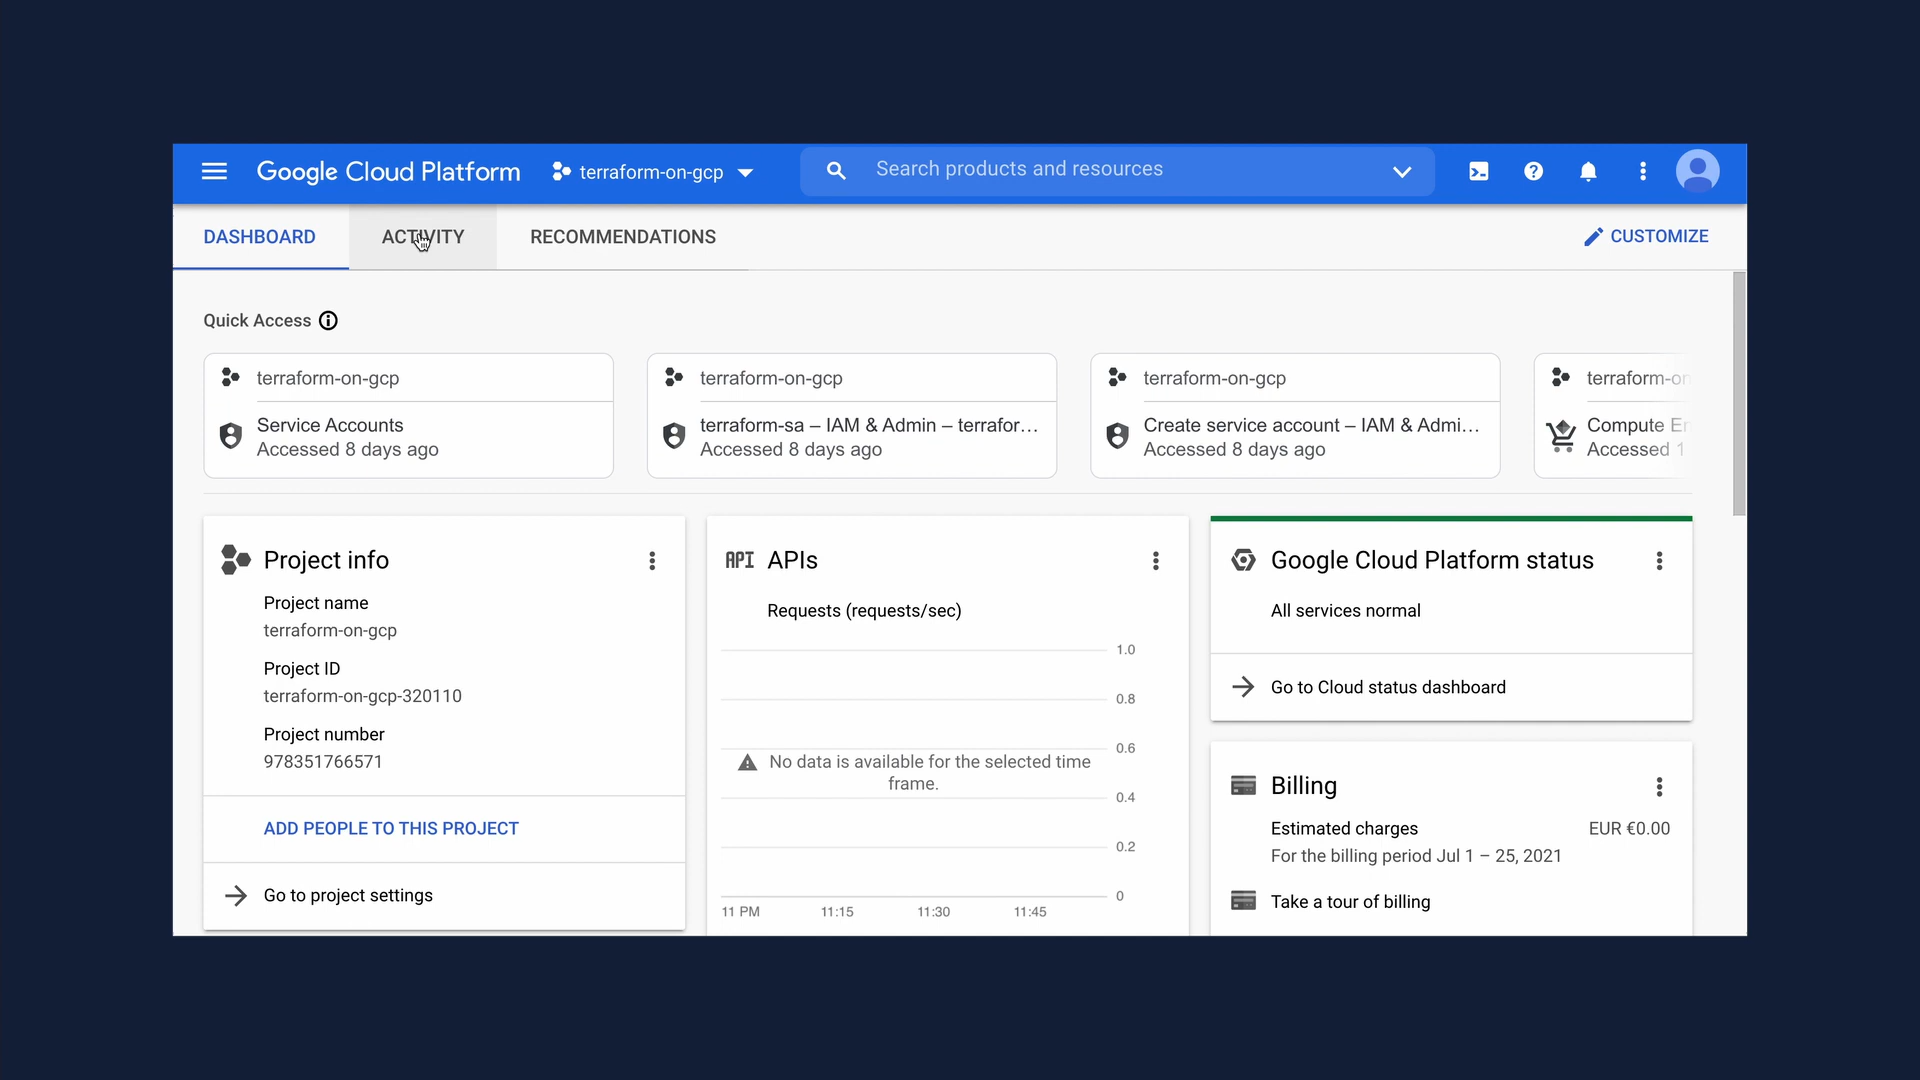 Google Cloud Platform
terraform-on-gcp
Search products and resources
DASHBOARD
ACTIVITY
RECOMMENDATIONS
CUSTOMIZE
Quick Access
terraform-on-gcp
Service Accounts
Accessed 8 days ago
terraform-on-gcp
terraform-sa – IAM & Admin – terrafor...
Accessed 8 days ago
terraform-on-gcp
Create service account – IAM & Admi...
Accessed 8 days ago
terraform-on
Compute En
Accessed 1
Project info
Project name
terraform-on-gcp
Project ID
terraform-on-gcp-320110
Project number
978351766571
ADD PEOPLE TO THIS PROJECT
Go to project settings
API APIs
Requests (requests/sec)
1.0
0.8
0.6
No data is available for the selected time
frame.
0.4
0.2
0
11 PM 11:15 11:30 11:45
Google Cloud Platform status
All services normal
Go to Cloud status dashboard
Billing
Estimated charges EUR €0.00
For the billing period Jul 1 – 25, 2021
Take a tour of billing